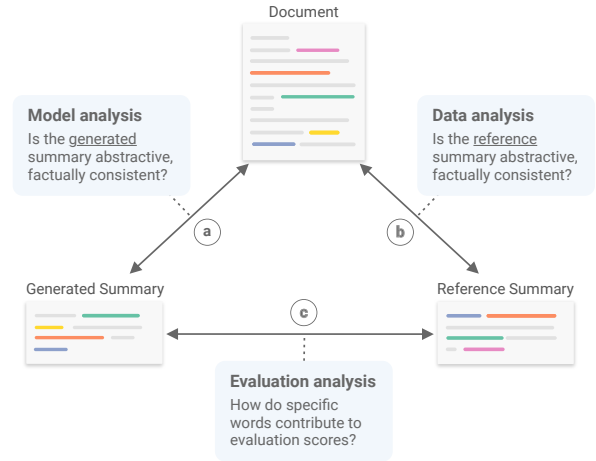 Document
Model analysis
Is the generated
summary abstractive,
factually consistent?
Data analysis
Is the reference
summary abstractive,
factually consistent?
a
b
Generated Summary
Reference Summary
c
Evaluation analysis
How do specific
words contribute to
evaluation scores?